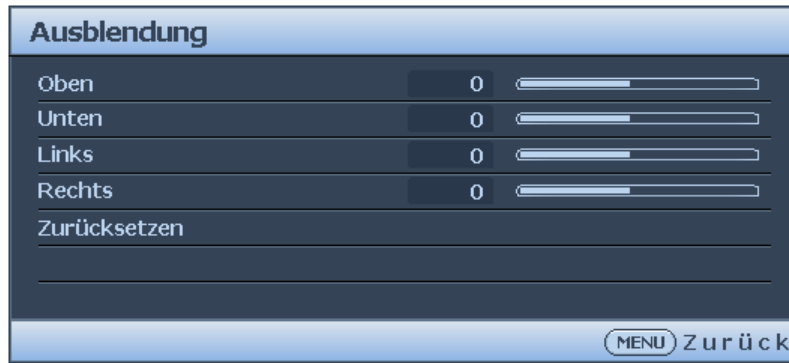 Ausblendung
Oben 0
Unten 0
Links 0
Rechts 0
Zurücksetzen
MENU Zurück